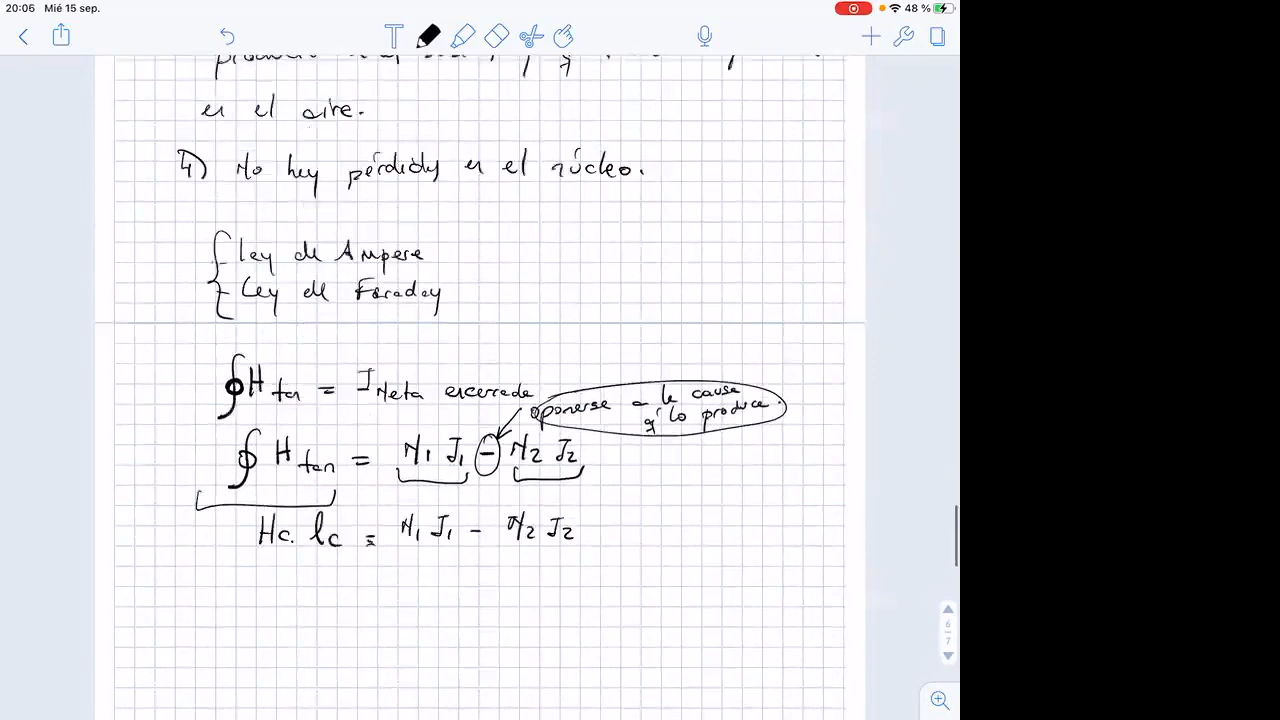 20:06 Mié 15 sep.
48 %
T
en el aire.
4) No hay pérdidas en el núcleo.
- Ley de Ampere
- Ley de Faraday
∮ H tan = I Neta encerrada
oponerse a la causa
q' lo produce.
∮ H tan = N1 I1 - N2 I2
Hc. lc = N1 I1 - N2 I2
6
7